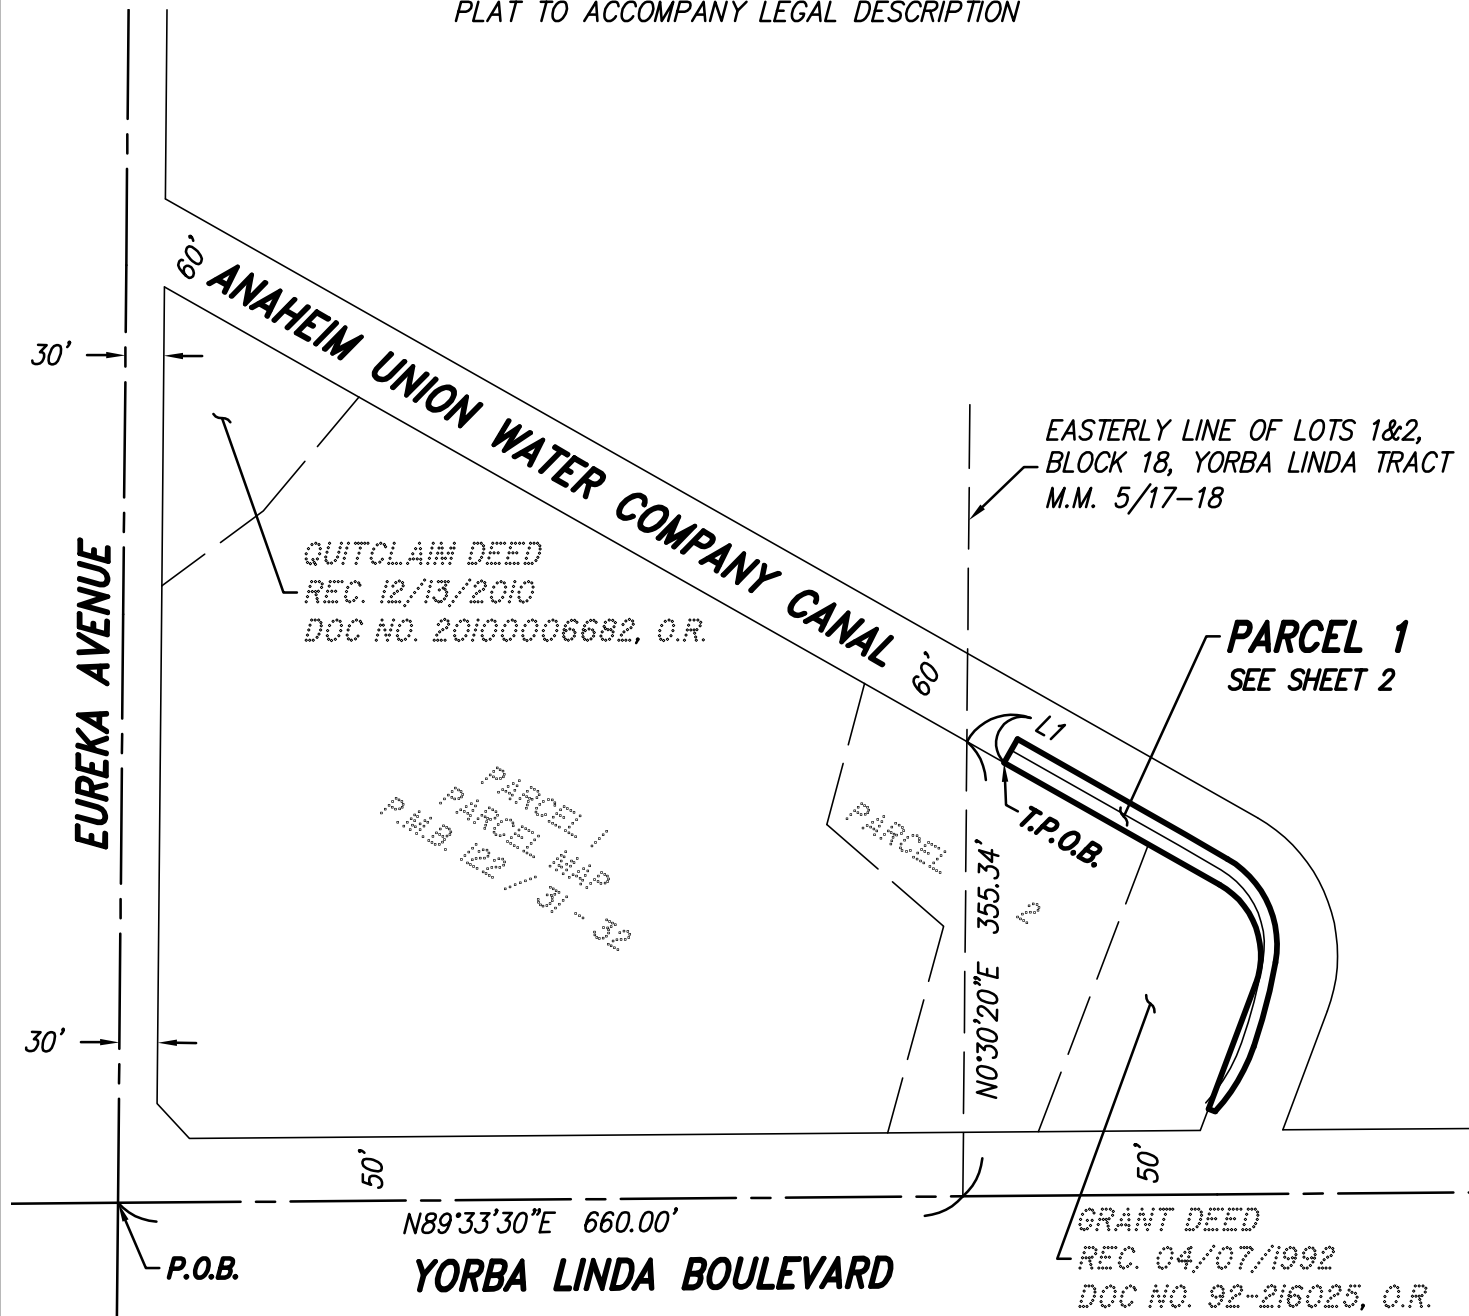 PLAT TO ACCOMPANY LEGAL DESCRIPTION
60'
ANAHEIM UNION WATER COMPANY CANAL
60'
30'
EASTERLY LINE OF LOTS 1&2,
BLOCK 18, YORBA LINDA TRACT
M.M. 5/17-18
QUITCLAIM DEED
REC. 12/13/2010
DOC NO. 20100006682, O.R.
EUREKA AVENUE
PARCEL 1
SEE SHEET 2
L1
T.P.O.B.
PARCEL 1
PARCEL MAP
P.M.B. 122 / 31 - 32
PARCEL
2
N0°30'20"E 355.34'
30'
50'
50'
N89°33'30"E 660.00'
P.O.B.
YORBA LINDA BOULEVARD
GRANT DEED
REC. 04/07/1992
DOC NO. 92-216025, O.R.